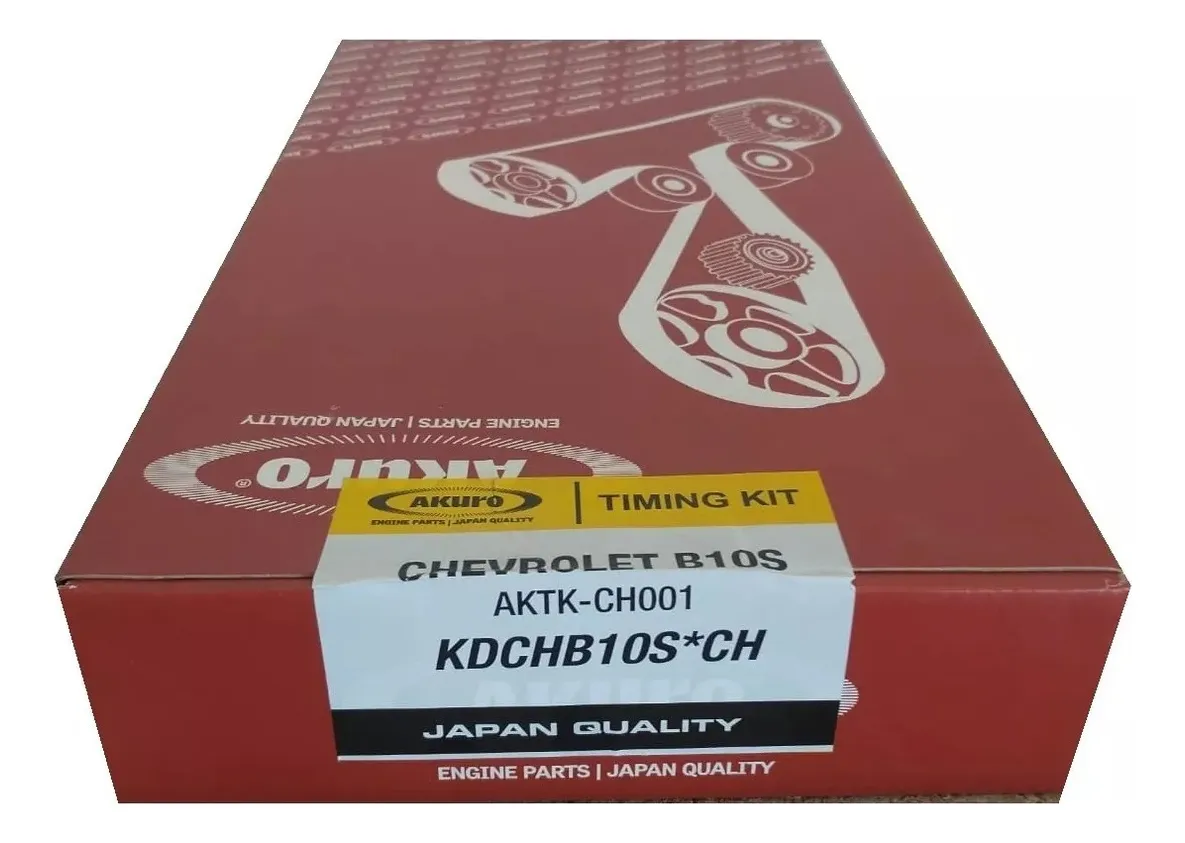 ENGINE PARTS | JAPAN QUALITY
AKURO®
AKURO | TIMING KIT
ENGINE PARTS | JAPAN QUALITY
CHEVROLET B10S
AKTK-CH001
KDCHB10S*CH
AKURO
JAPAN QUALITY
ENGINE PARTS | JAPAN QUALITY